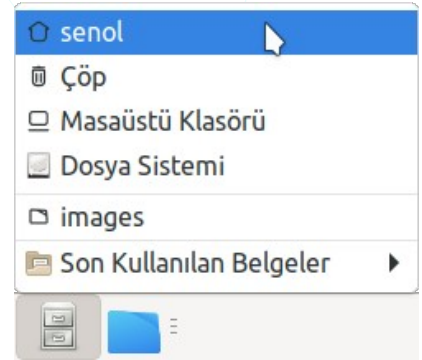 senol
Çöp
Masaüstü Klasörü
Dosya Sistemi
images
Son Kullanılan Belgeler